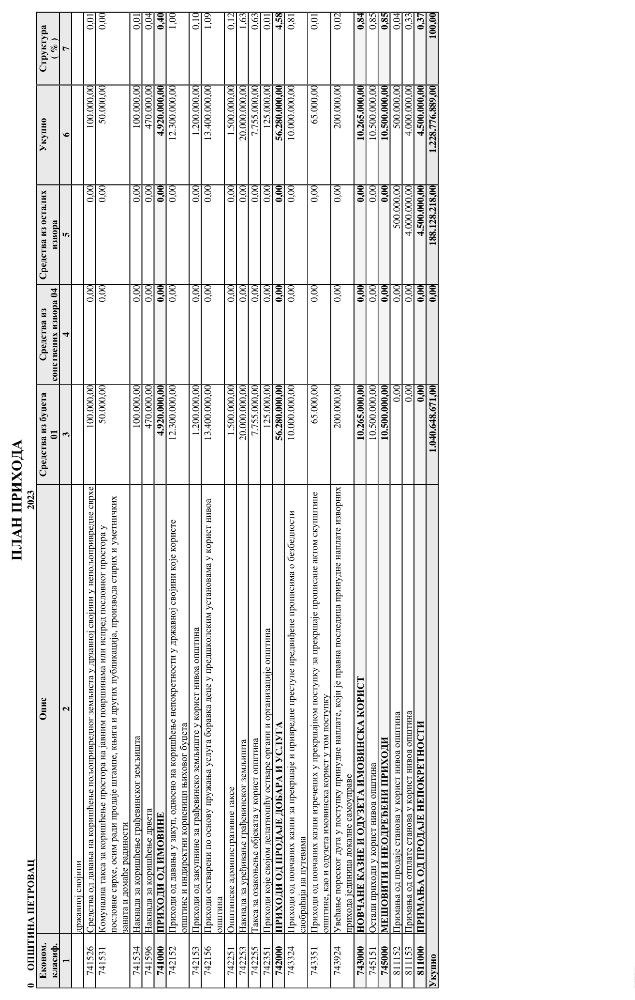 ПЛАН ПРИХОДА
0 ОПШТИНА ПЕТРОВАЦ 2023
Економ. класиф. Опис Средства из буџета 01 Средства из сопствених извора 04 Средства из осталих извора Укупно Структура ( % )
1 2 3 4 5 6 7
државној својини
741526 Средства од давања на коришћење пољопривредног земљиста у дрзавној својини у непољопривредне сврхе 100.000,00 0,00 0,00 100.000,00 0,01
741531 Комунална такса за коришћење простора на јавним површинама или испред пословног простора у 50.000,00 0,00 0,00 50.000,00 0,00
пословне сврхе, осим ради продаје штампе, књига и других публикација, производа старих и уметничких
заната и домаће радиности
741534 Накнада за коришћење грађевинског земљишта 100.000,00 0,00 0,00 100.000,00 0,01
741596 Накнада за коришћење дрвета 470.000,00 0,00 0,00 470.000,00 0,04
741000 ПРИХОДИ ОД ИМОВИНЕ 4.920.000,00 0,00 0,00 4.920.000,00 0,40
742152 Приходи од давања у закуп, односно на коришћење непокретности у државној својини које користе 12.300.000,00 0,00 0,00 12.300.000,00 1,00
општине и индиректни корисници њиховог буџета
742153 Приходи од закупнине за грађевинско земљиште у корист нивоа општина 1.200.000,00 0,00 0,00 1.200.000,00 0,10
742156 Приходи остварени по основу пружања услуга боравка деце у предшколским установама у корист нивоа 13.400.000,00 0,00 0,00 13.400.000,00 1,09
општина
742251 Општинске административне таксе 1.500.000,00 0,00 0,00 1.500.000,00 0,12
742253 Накнада за уређивање грађевинског земљишта 20.000.000,00 0,00 0,00 20.000.000,00 1,63
742255 Такса за озакоњење објеката у корист општина 7.755.000,00 0,00 0,00 7.755.000,00 0,63
742351 Приходи које својом делатношћу остваре органи и организације општина 125.000,00 0,00 0,00 125.000,00 0,01
742000 ПРИХОДИ ОД ПРОДАЈЕ ДОБАРА И УСЛУГА 56.280.000,00 0,00 0,00 56.280.000,00 4,58
743324 Приходи од новчаних казни за прекршаје и привредне преступе предвиђене прописима о безбедности 10.000.000,00 0,00 0,00 10.000.000,00 0,81
саобраћаја на путевима
743351 Приходи од новчаних казни изречених у прекршајном поступку за прекршаје прописане актом скупштине 65.000,00 0,00 0,00 65.000,00 0,01
општине, као и одузета имовинска корист у том поступку
743924 Увећање пореског дуга у поступку принудне наплате, који је правна последица принудне наплате изворних 200.000,00 0,00 0,00 200.000,00 0,02
прихода јединица локалне самоуправе
743000 НОВЧАНЕ КАЗНЕ И ОДУЗЕТА ИМОВИНСКА КОРИСТ 10.265.000,00 0,00 0,00 10.265.000,00 0,84
745151 Остали приходи у корист нивоа општина 10.500.000,00 0,00 0,00 10.500.000,00 0,85
745000 МЕШОВИТИ И НЕОДРЕЂЕНИ ПРИХОДИ 10.500.000,00 0,00 0,00 10.500.000,00 0,85
811152 Примања од продаје станова у корист нивоа општина 0,00 0,00 500.000,00 500.000,00 0,04
811153 Примања од отплате станова у корист нивоа општина 0,00 0,00 4.000.000,00 4.000.000,00 0,33
811000 ПРИМАЊА ОД ПРОДАЈЕ НЕПОКРЕТНОСТИ 0,00 0,00 4.500.000,00 4.500.000,00 0,37
Укупно 1.040.648.671,00 0,00 188.128.218,00 1.228.776.889,00 100,00